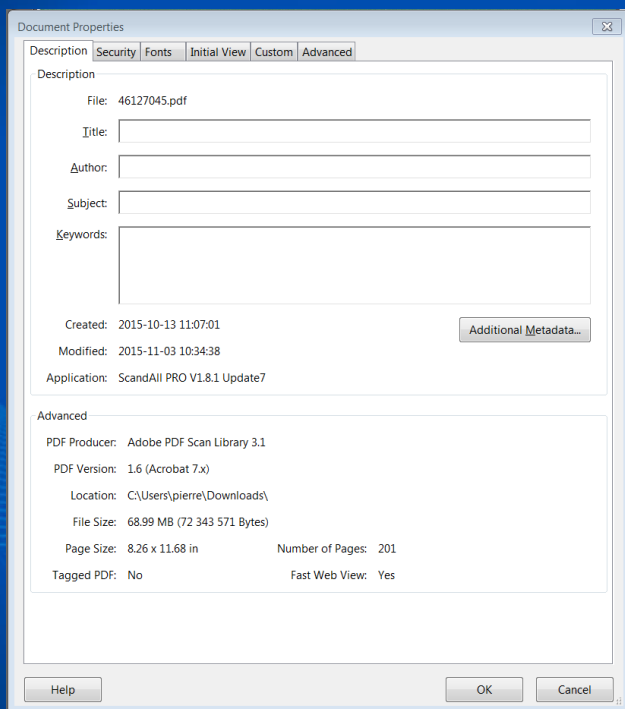 Document Properties
Description Security Fonts Initial View Custom Advanced
Description
File: 46127045.pdf
Title:
Author:
Subject:
Keywords:
Created: 2015-10-13 11:07:01
Additional Metadata...
Modified: 2015-11-03 10:34:38
Application: ScandAll PRO V1.8.1 Update7
Advanced
PDF Producer: Adobe PDF Scan Library 3.1
PDF Version: 1.6 (Acrobat 7.x)
Location: C:\Users\pierre\Downloads\
File Size: 68.99 MB (72 343 571 Bytes)
Page Size: 8.26 x 11.68 in Number of Pages: 201
Tagged PDF: No Fast Web View: Yes
Help OK Cancel